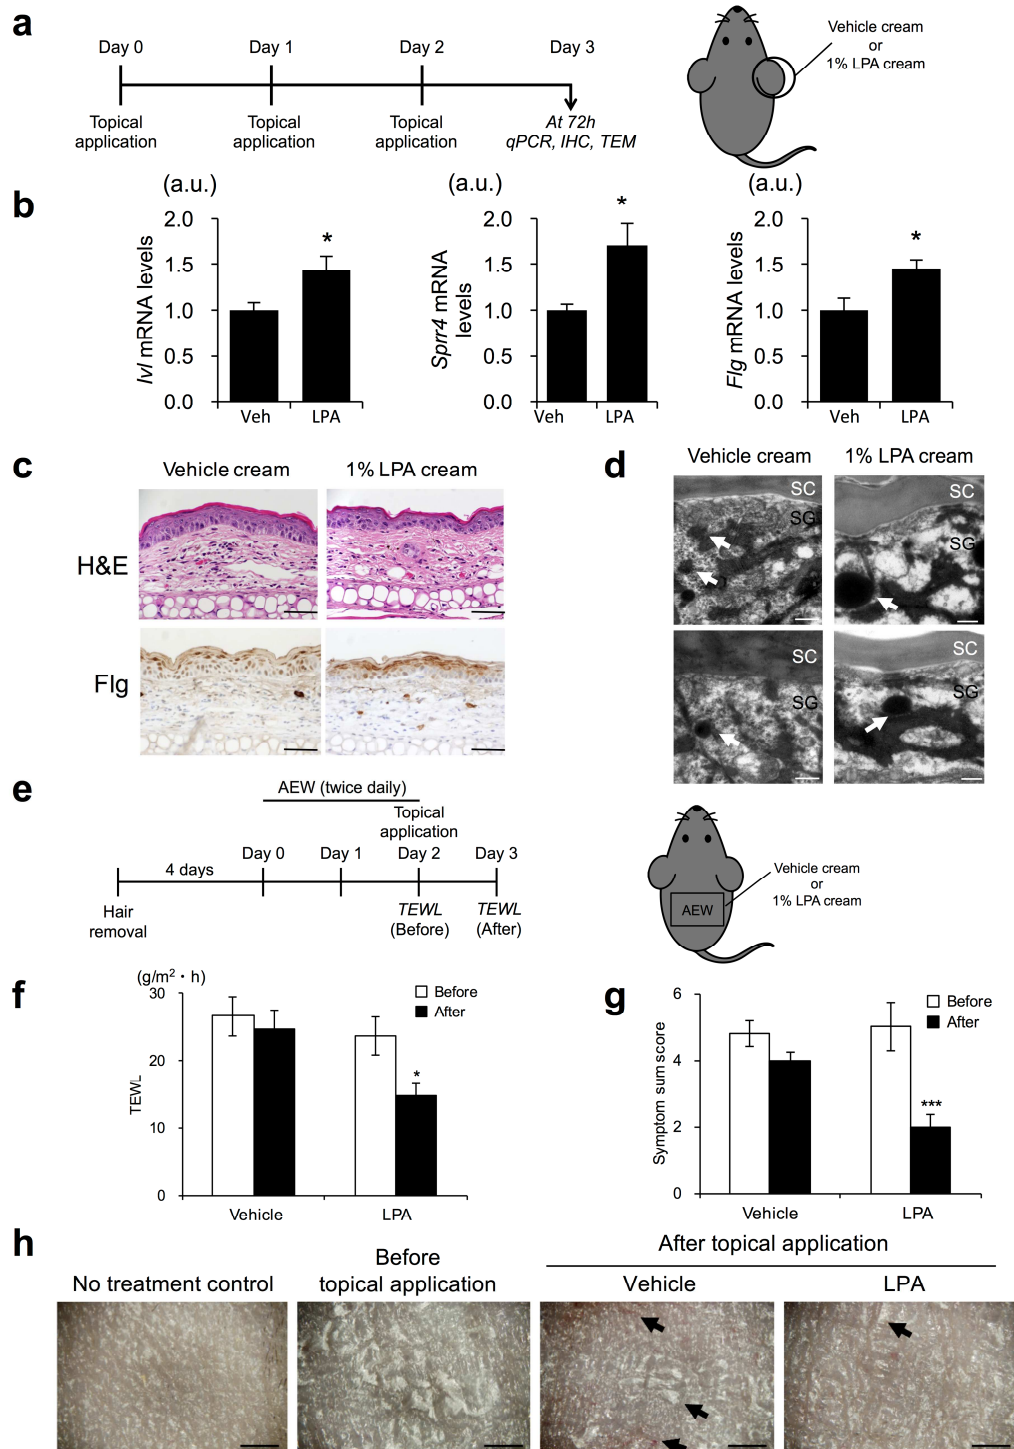 a
Day 0
Day 1
Day 2
Day 3
Topical
application
Topical
application
Topical
application
At 72h
qPCR, IHC, TEM
Vehicle cream
or
1% LPA cream
b
(a.u.)
Ivl mRNA levels
2.0
1.5
1.0
0.5
0.0
*
Veh
LPA
(a.u.)
Sprr4 mRNA
levels
2.0
1.5
1.0
0.5
0.0
*
Veh
LPA
(a.u.)
Flg mRNA levels
2.0
1.5
1.0
0.5
0.0
*
Veh
LPA
c
Vehicle cream
1% LPA cream
H&E
Flg
d
Vehicle cream
1% LPA cream
SC
SG
SC
SG
SC
SG
SC
SG
e
AEW (twice daily)
Topical
application
4 days
Day 0
Day 1
Day 2
Day 3
Hair
removal
TEWL
(Before)
TEWL
(After)
AEW
Vehicle cream
or
1% LPA cream
f
(g/m²・h)
TEWL
30
20
10
0
Before
After
*
Vehicle
LPA
g
Symptom sum score
6
4
2
0
Before
After
***
Vehicle
LPA
h
No treatment control
Before
topical application
After topical application
Vehicle
LPA